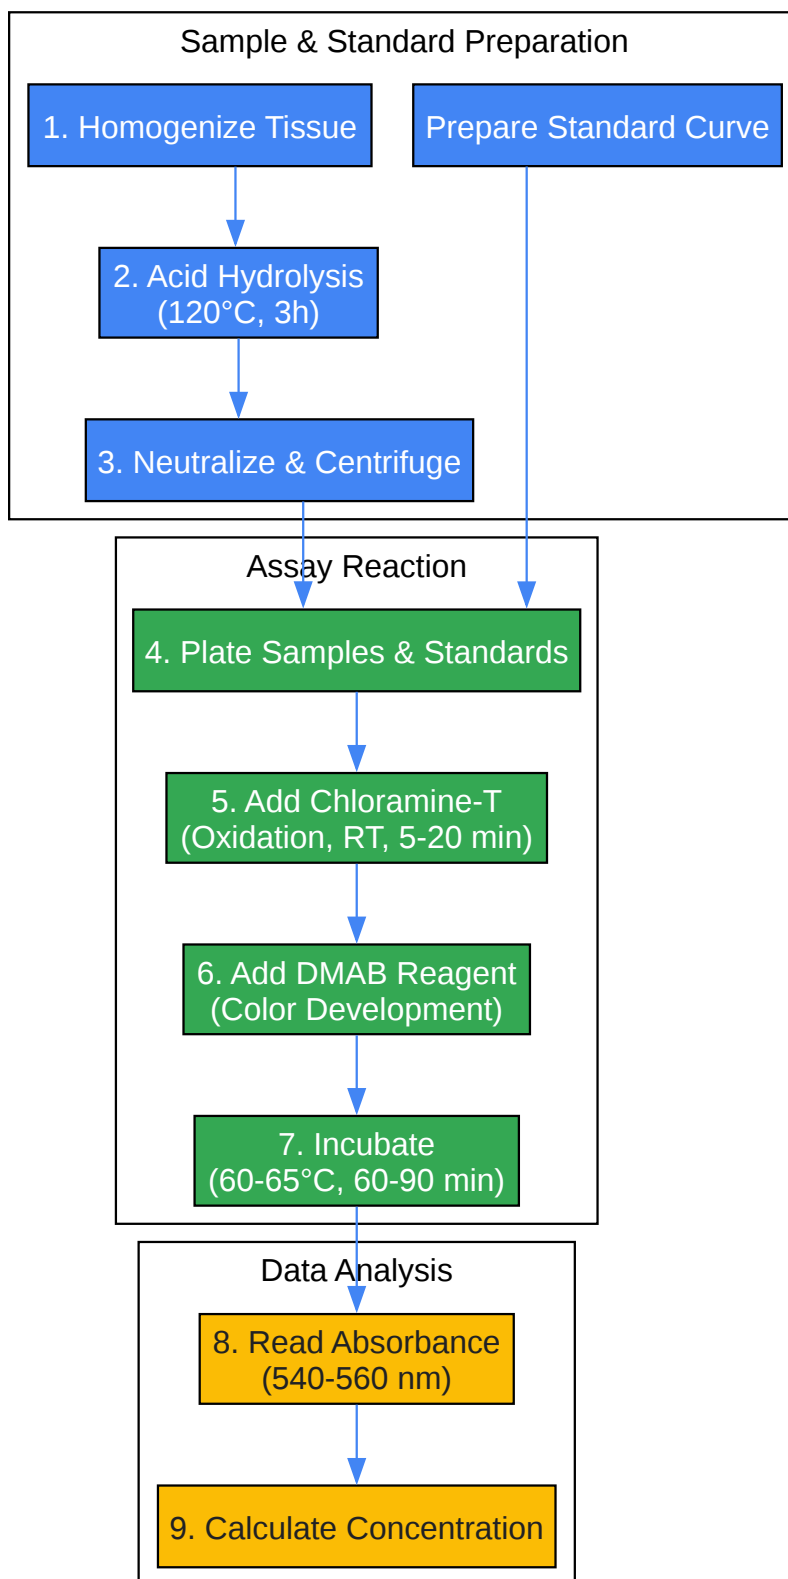 Sample & Standard Preparation
1. Homogenize Tissue
Prepare Standard Curve
2. Acid Hydrolysis
(120°C, 3h)
3. Neutralize & Centrifuge
Assay Reaction
4. Plate Samples & Standards
5. Add Chloramine-T
(Oxidation, RT, 5-20 min)
6. Add DMAB Reagent
(Color Development)
7. Incubate
(60-65°C, 60-90 min)
Data Analysis
8. Read Absorbance
(540-560 nm)
9. Calculate Concentration